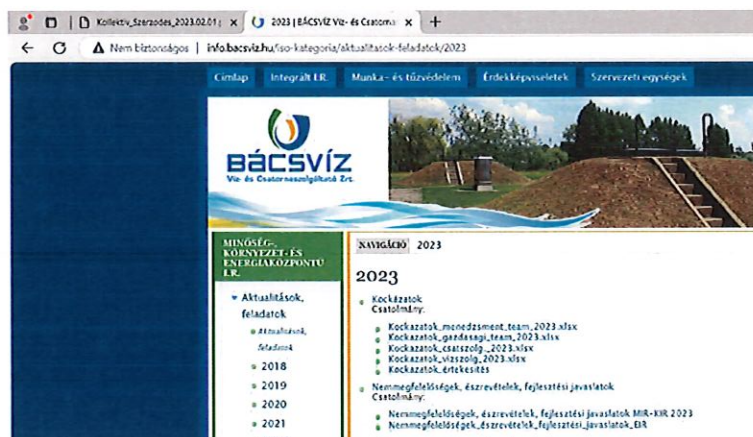 Kollektiv_Szerzodes_2023.02.01
2023 | BÁCSVÍZ Víz- és Csatorna
Nem biztonságos | info.bacsviz.hu/iso-kategoria/aktualitasok-feladatok/2023
Címlap Integrált I.R. Munka- és tűzvédelem Érdekképviseletek Szervezeti egységek
BÁCSVÍZ
Víz- és Csatornaszolgáltató Zrt.
MINŐSÉG-,
KÖRNYEZET- ÉS
ENERGIAKÖZPONTÚ
I.R.
Aktualitások,
feladatok
Aktualitások,
feladatok
2018
2019
2020
2021
NAVIGÁCIÓ 2023
2023
Kockázatok
Csatolmány:
Kockazatok_menedzsment_team_2023.xlsx
Kockazatok_gazdasagi_team_2023.xlsx
Kockazatok_csatszolg._2023.xlsx
Kockazatok_vizszolg_2023.xlsx
Kockazatok_értekesítés
Nemmegfelelőségek, észrevételek, fejlesztési javaslatok
Csatolmány:
Nemmegfelelőségek, észrevételek, fejlesztési javaslatok MIR-KIR 2023
Nemmegfelelőségek_észrevételek_fejlesztési_javaslatok_EIR